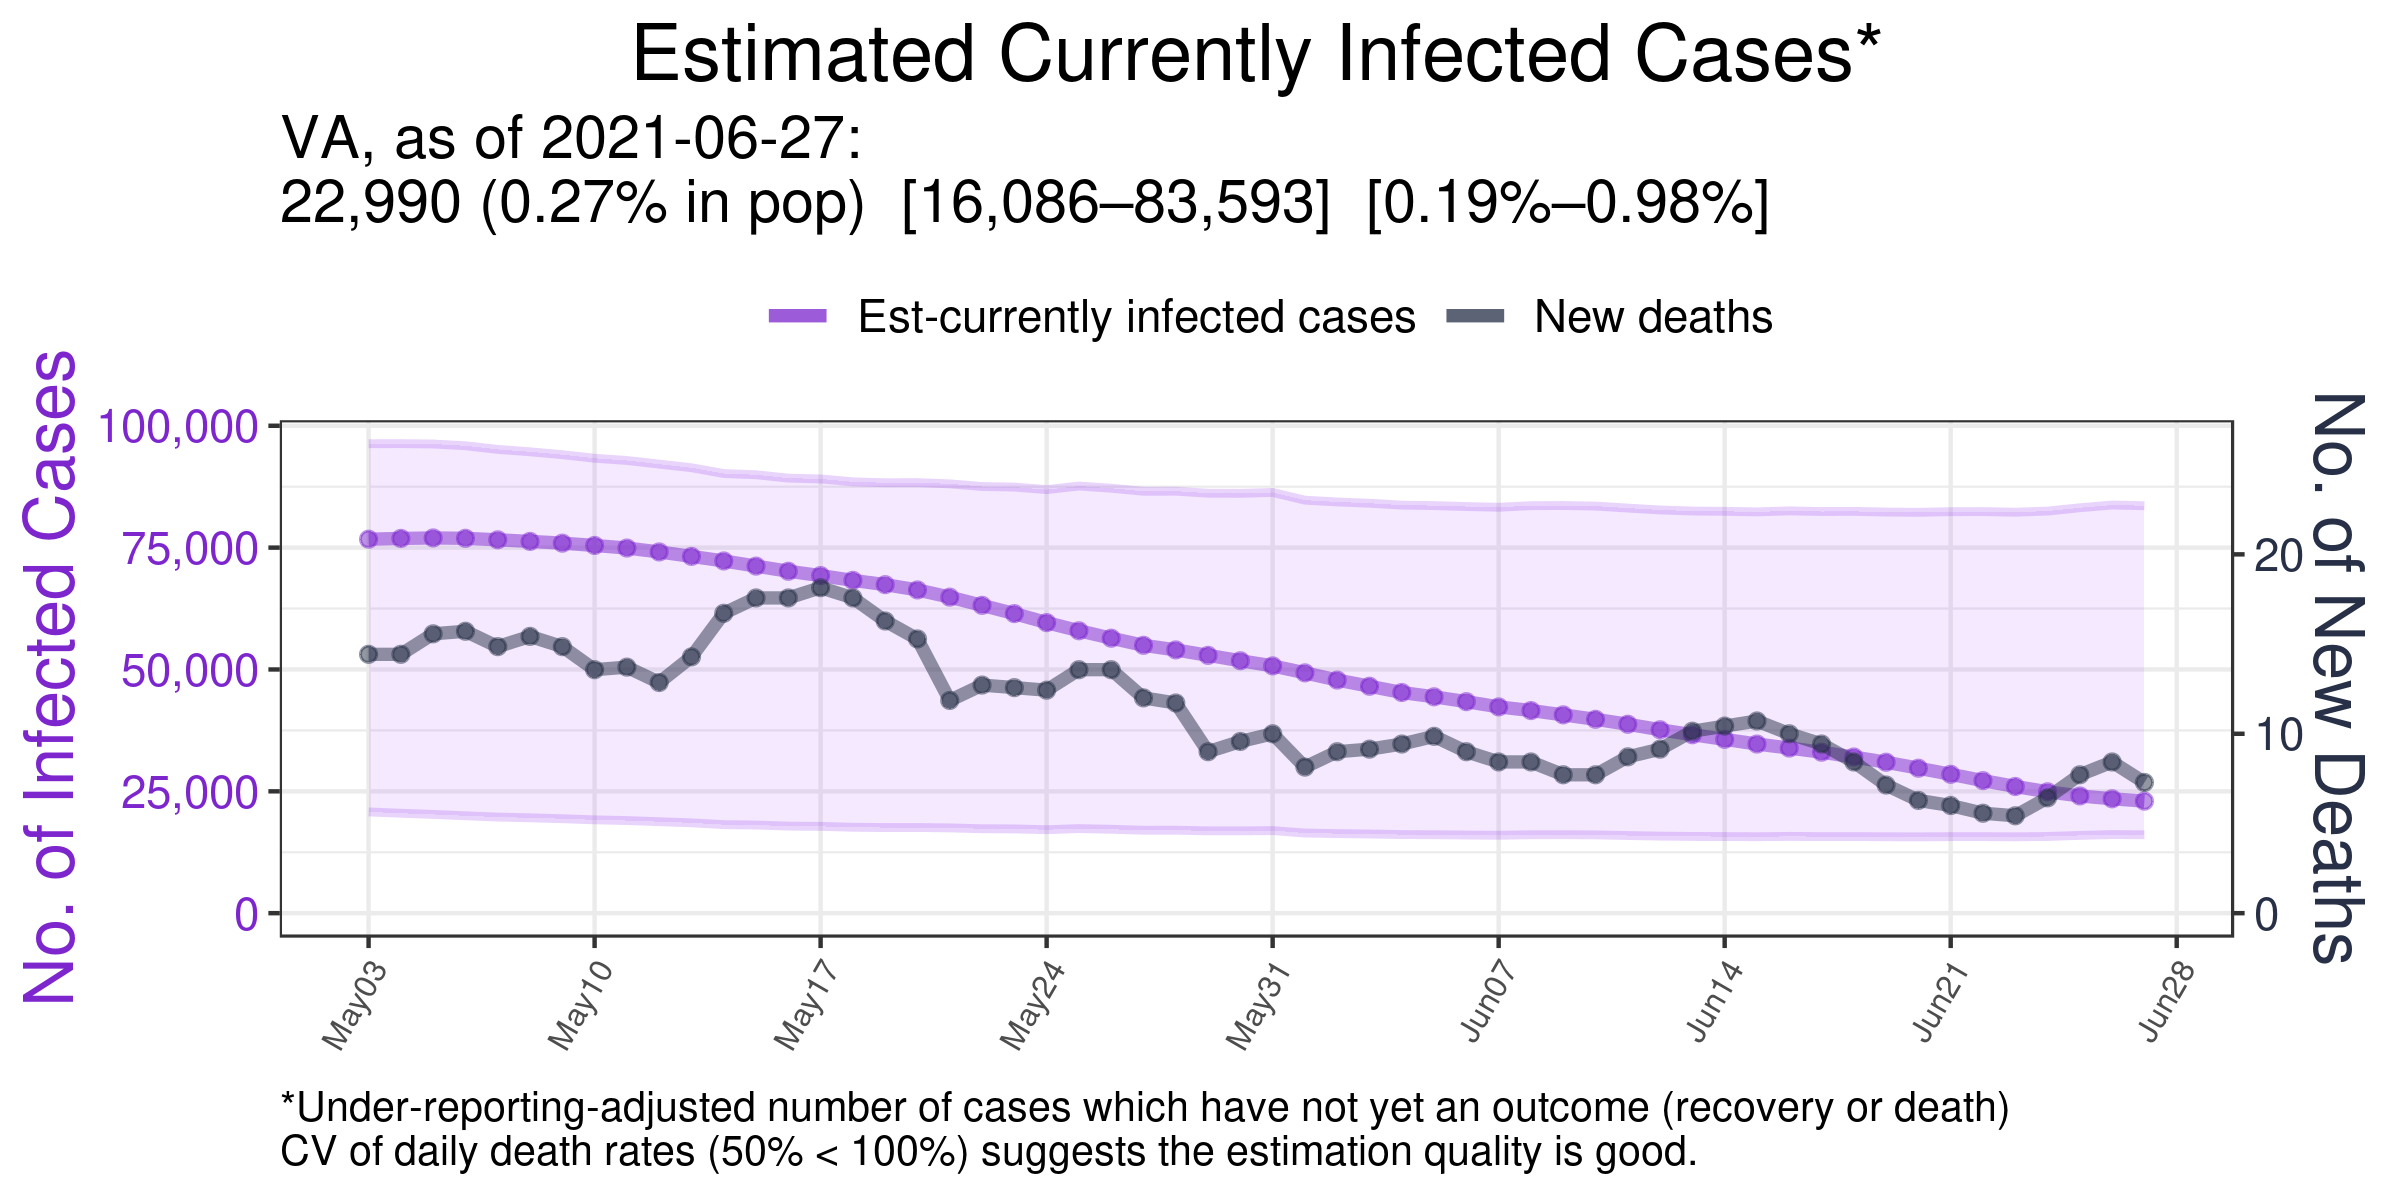 Estimated Currently Infected Cases*
VA, as of 2021-06-27:
22,990 (0.27% in pop)  [16,086–83,593]  [0.19%–0.98%]
Est-currently infected cases
New deaths
No. of Infected Cases
100,000
75,000
50,000
25,000
0
No. of New Deaths
20
10
0
May03
May10
May17
May24
May31
Jun07
Jun14
Jun21
Jun28
*Under-reporting-adjusted number of cases which have not yet an outcome (recovery or death)
CV of daily death rates (50% < 100%) suggests the estimation quality is good.